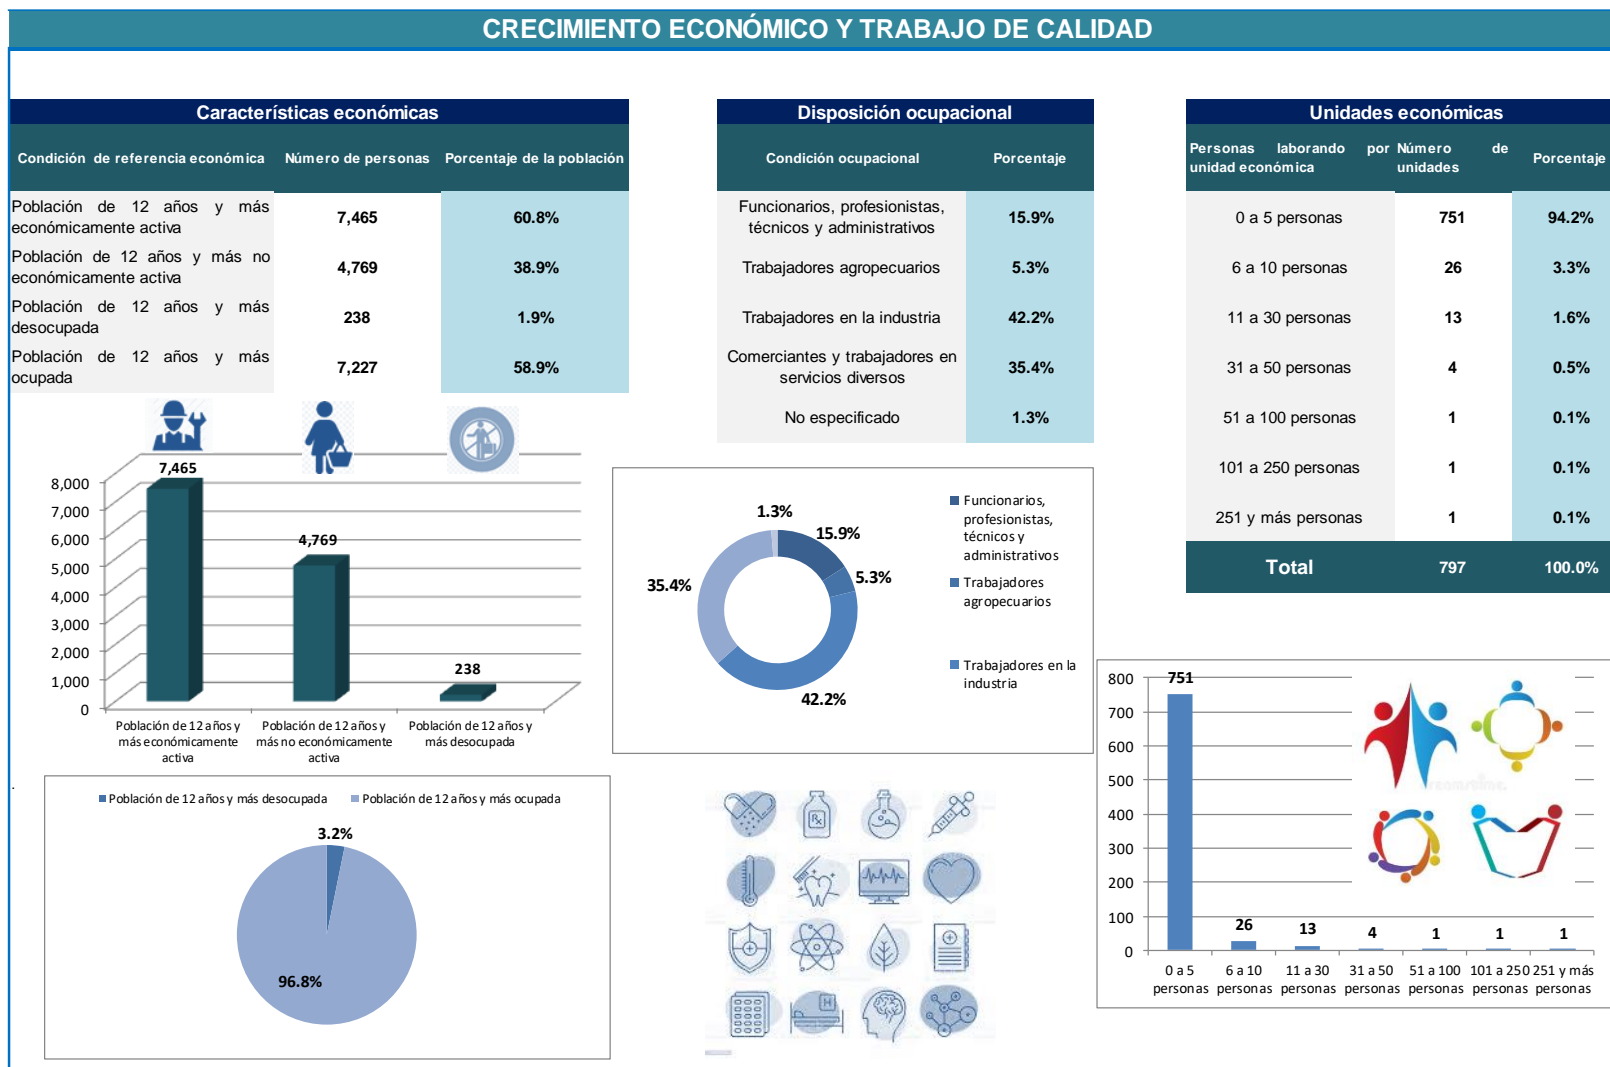 CRECIMIENTO ECONÓMICO Y TRABAJO DE CALIDAD
Características económicas
Condición de referencia económica Número de personas Porcentaje de la población
Población de 12 años y más económicamente activa 7,465 60.8%
Población de 12 años y más no económicamente activa 4,769 38.9%
Población de 12 años y más desocupada 238 1.9%
Población de 12 años y más ocupada 7,227 58.9%
Disposición ocupacional
Condición ocupacional Porcentaje
Funcionarios, profesionistas, técnicos y administrativos 15.9%
Trabajadores agropecuarios 5.3%
Trabajadores en la industria 42.2%
Comerciantes y trabajadores en servicios diversos 35.4%
No especificado 1.3%
Unidades económicas
Personas laborando por unidad económica Número de unidades Porcentaje
0 a 5 personas 751 94.2%
6 a 10 personas 26 3.3%
11 a 30 personas 13 1.6%
31 a 50 personas 4 0.5%
51 a 100 personas 1 0.1%
101 a 250 personas 1 0.1%
251 y más personas 1 0.1%
Total 797 100.0%
7,465
4,769
238
8,000
7,000
6,000
5,000
4,000
3,000
2,000
1,000
0
Población de 12 años y más económicamente activa
Población de 12 años y más no económicamente activa
Población de 12 años y más desocupada
1.3%
15.9%
5.3%
35.4%
42.2%
Funcionarios, profesionistas, técnicos y administrativos
Trabajadores agropecuarios
Trabajadores en la industria
Población de 12 años y más desocupada
Población de 12 años y más ocupada
3.2%
96.8%
Rx
H
800
700
600
500
400
300
200
100
0
751
26
13
4
1
1
1
0 a 5 personas
6 a 10 personas
11 a 30 personas
31 a 50 personas
51 a 100 personas
101 a 250 personas
251 y más personas